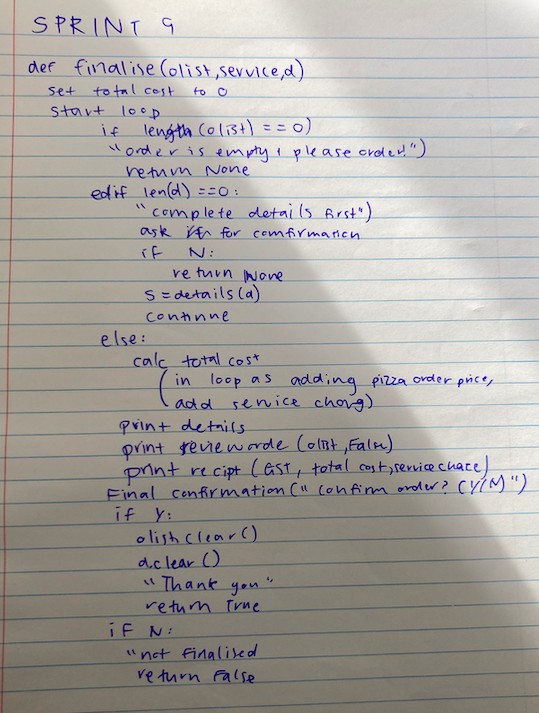 SPRINT 9
def finalise(olist,service,d)
set total cost to 0
start loop
if length(olist) == 0)
"order is empty, please order!")
return None
elif len(d) ==0:
"complete details first")
ask for comfirmation
if N:
return None
S = details(d)
continue
else:
calc total cost
(in loop as adding pizza order price,
add service charg)
print details
print revieworde (olist, False)
print recipt (GST, total cost, service charge)
Final confirmation("confirm order? (Y/N)")
if Y:
olist.clear()
d.clear()
"Thank you"
return True
if N:
"not finalised
return False